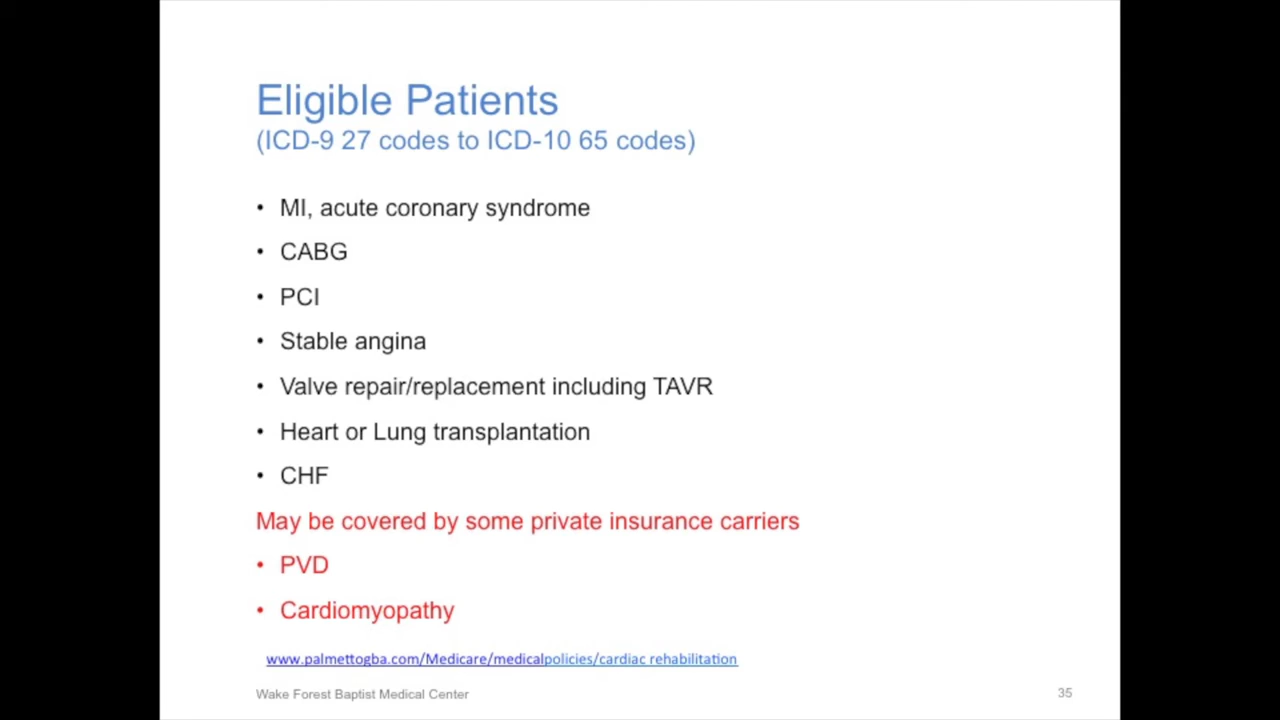 Eligible Patients
(ICD-9 27 codes to ICD-10 65 codes)
• MI, acute coronary syndrome
• CABG
• PCI
• Stable angina
• Valve repair/replacement including TAVR
• Heart or Lung transplantation
• CHF
May be covered by some private insurance carriers
• PVD
• Cardiomyopathy
www.palmettogba.com/Medicare/medicalpolicies/cardiac rehabilitation
Wake Forest Baptist Medical Center
35